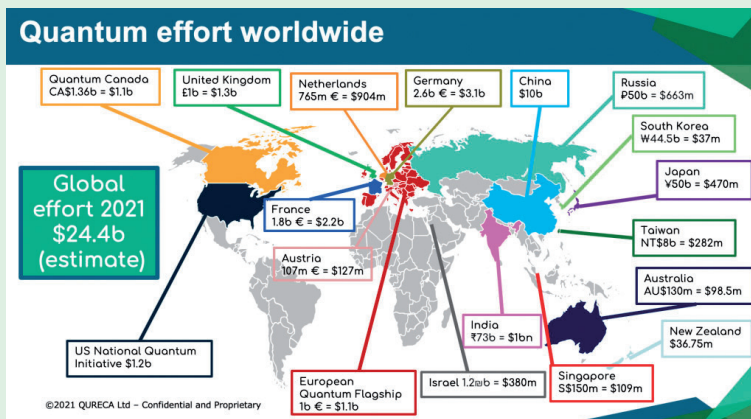 Quantum effort worldwide
Quantum Canada
CA$1.36b = $1.1b
United Kingdom
£1b = $1.3b
Netherlands
765m € = $904m
Germany
2.6b € = $3.1b
China
$10b
Russia
₽50b = $663m
South Korea
₩44.5b = $37m
Japan
¥50b = $470m
Global
effort 2021
$24.4b
(estimate)
France
1.8b € = $2.2b
Taiwan
NT$8b = $282m
Austria
107m € = $127m
Australia
AU$130m = $98.5m
India
₹73b = $1bn
New Zealand
$36.75m
US National Quantum
Initiative $1.2b
European
Quantum Flagship
1b € = $1.1b
Israel 1.2₪b = $380m
Singapore
S$150m = $109m
©2021 QURECA Ltd – Confidential and Proprietary